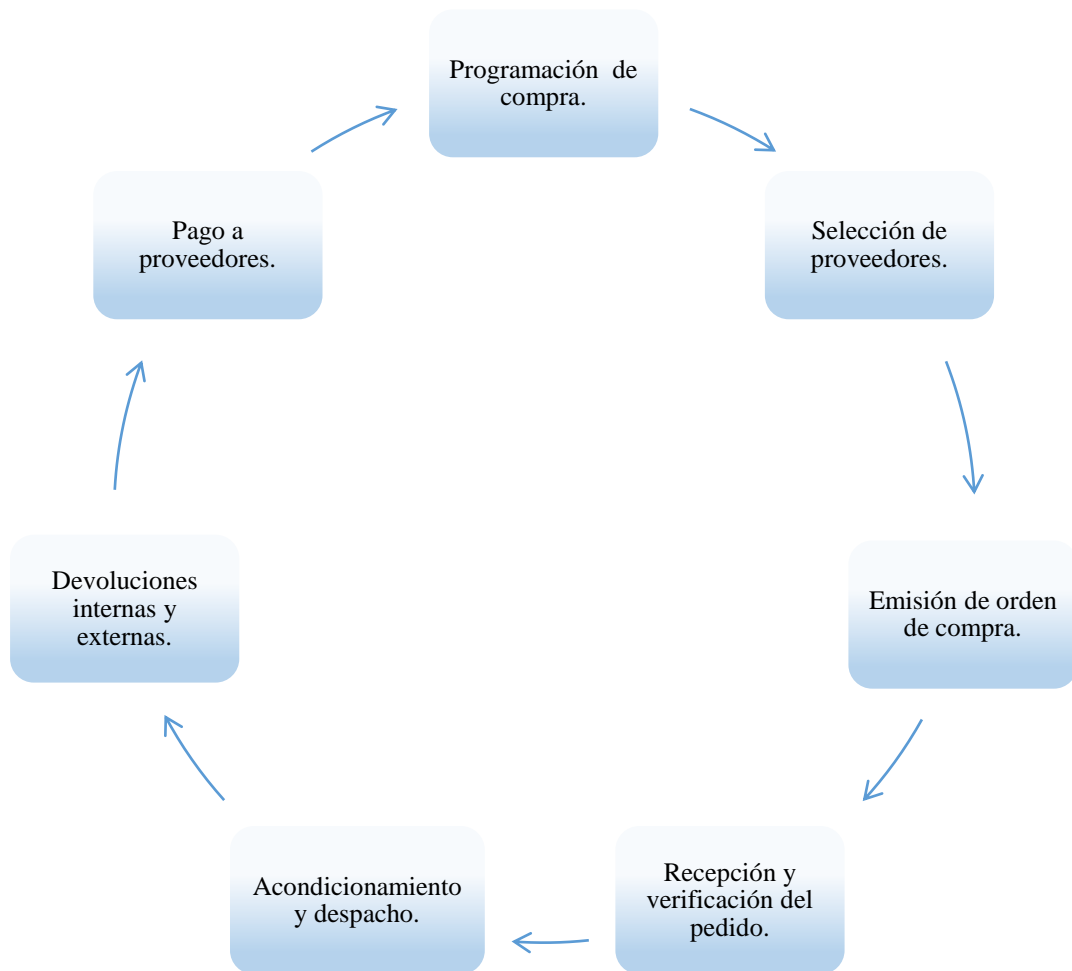 Programación de
compra.
Selección de
proveedores.
Emisión de orden
de compra.
Recepción y
verificación del
pedido.
Acondicionamiento
y despacho.
Devoluciones
internas y
externas.
Pago a
proveedores.